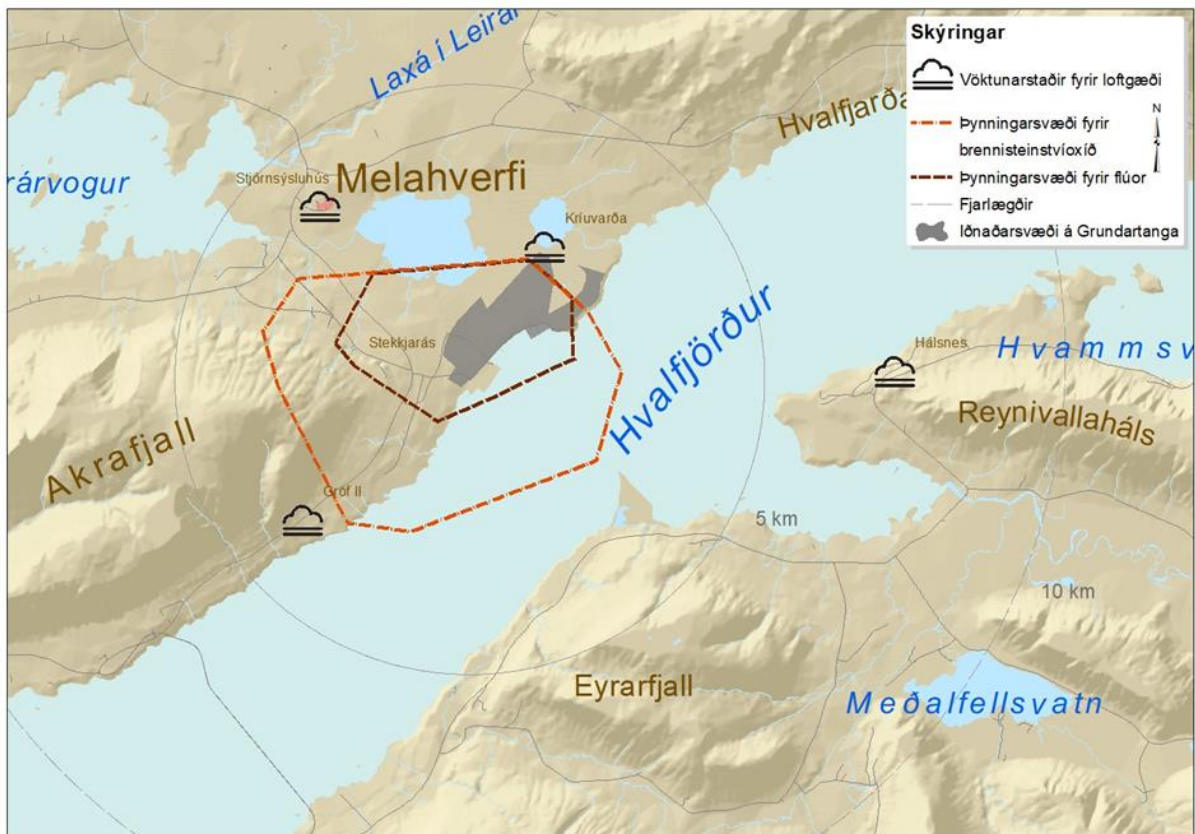 Skýringar
Vöktunarstaðir fyrir loftgæði
Þynningarsvæði fyrir
brennisteinstvíoxíð
Þynningarsvæði fyrir flúor
Fjarlægðir
Iðnaðarsvæði á Grundartanga
N
Laxá í Leirár
Hvalfjarða
rárvogur
Stjórnsýsluhús
Melahverfi
Kríuvarða
Stekkjarás
Hvalfjörður
Hálsnes
Hvammsv
Reynivallaháls
Akrafjall
Gröf II
5 km
10 km
Eyrarfjall
Meðalfellsvatn